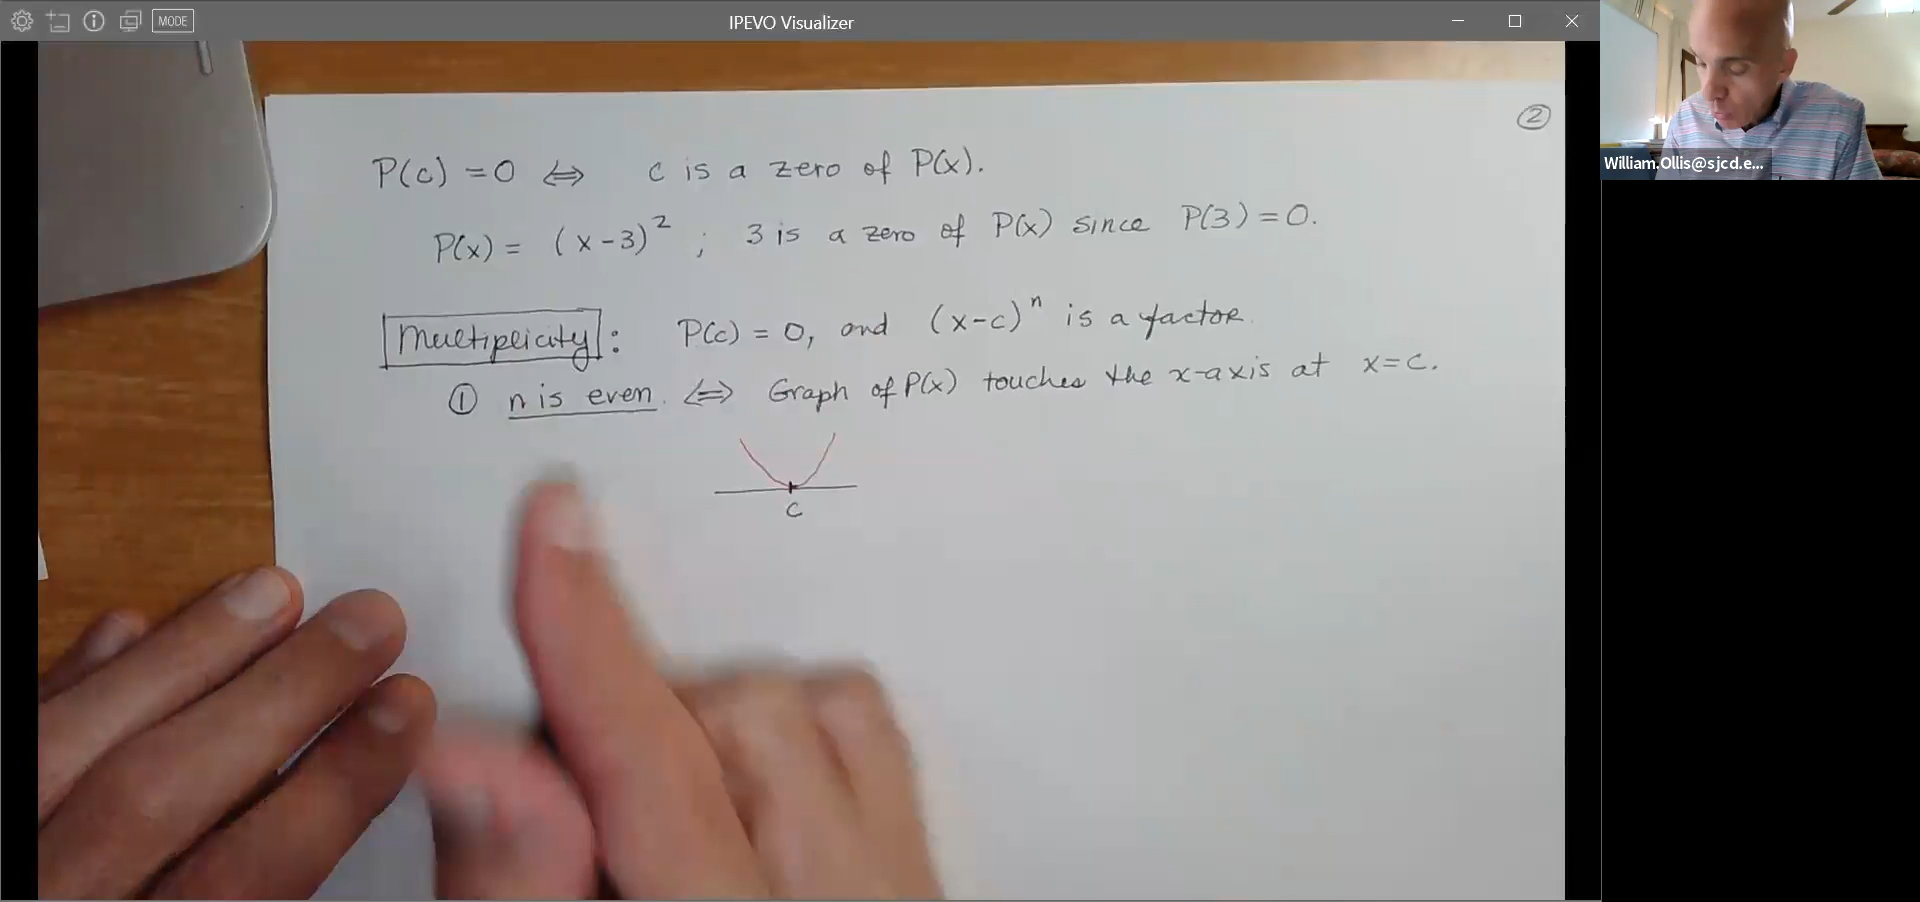 MODE
IPEVO Visualizer
William.Ollis@sjcd.e...
②
P(c) = 0 ⇔ c is a zero of P(x).
P(x) = (x-3)² ; 3 is a zero of P(x) since P(3) = 0.
Multiplicity: P(c) = 0, and (x-c)ⁿ is a factor.
① n is even. ⇔ Graph of P(x) touches the x-axis at x=c.
c